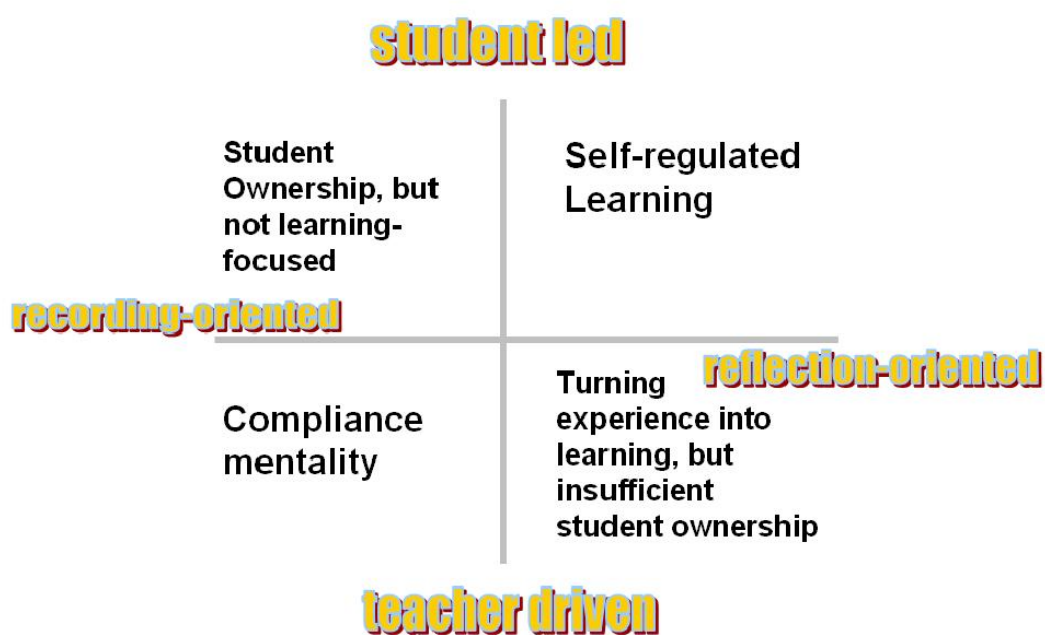 student led
Student
Ownership, but
not learning-
focused
Self-regulated
Learning
recording-oriented
reflection-oriented
Compliance
mentality
Turning
experience into
learning, but
insufficient
student ownership
teacher driven